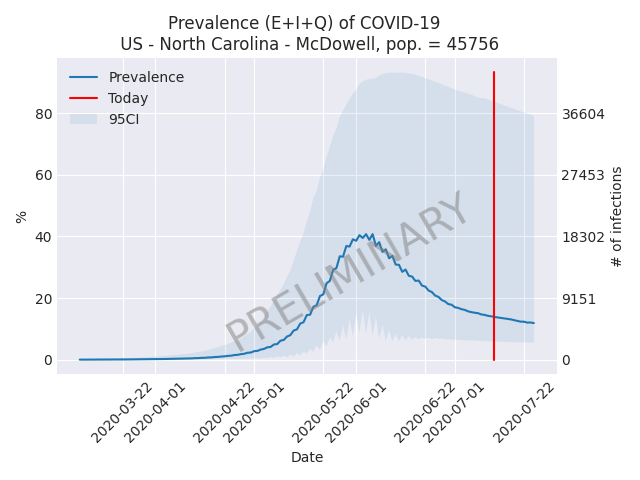 Prevalence (E+I+Q) of COVID-19
US - North Carolina - McDowell, pop. = 45756
Prevalence
Today
95CI
PRELIMINARY
%
80
60
40
20
0
36604
27453
18302
9151
0
# of infections
2020-03-22
2020-04-01
2020-04-22
2020-05-01
2020-05-22
2020-06-01
2020-06-22
2020-07-01
2020-07-22
Date